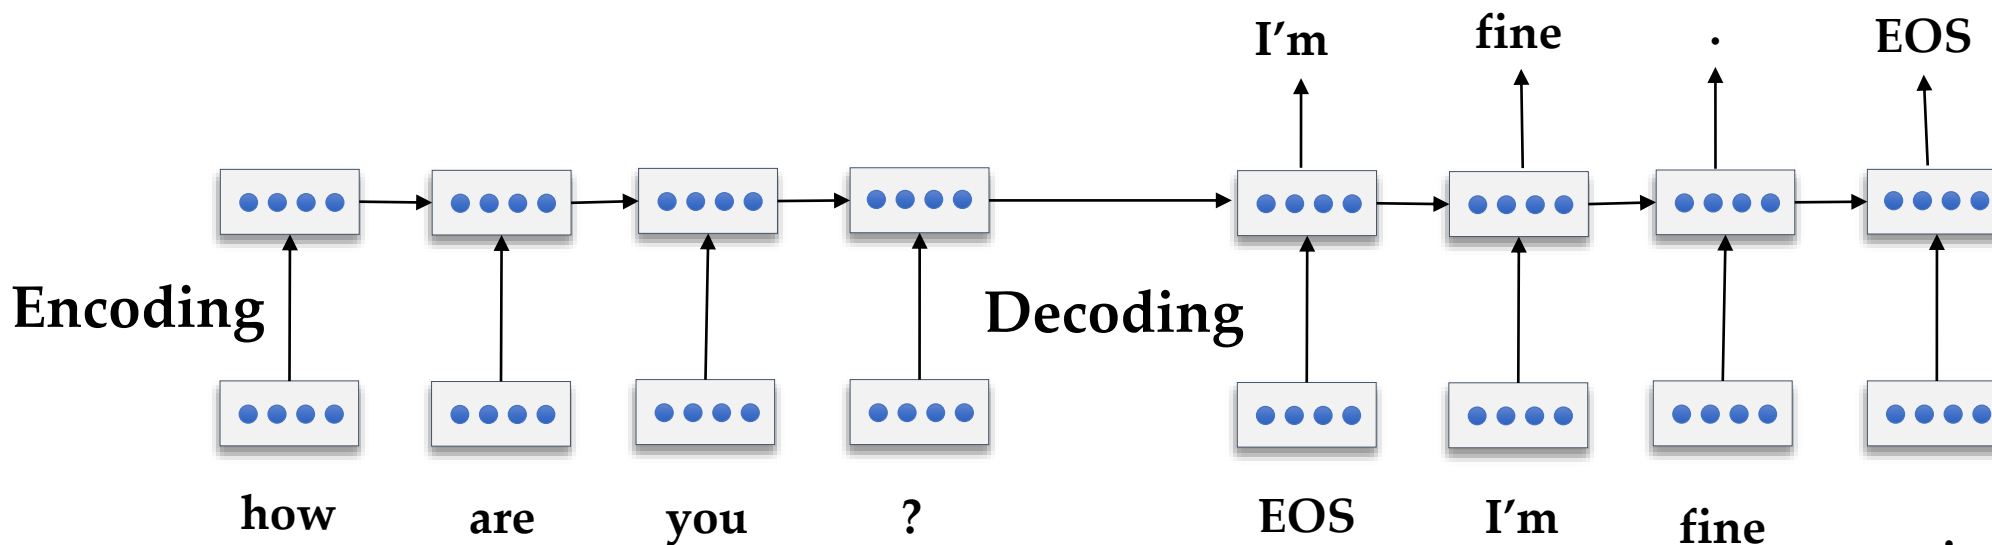 I’m fine . EOS
Encoding Decoding
how are you ? EOS I’m fine .